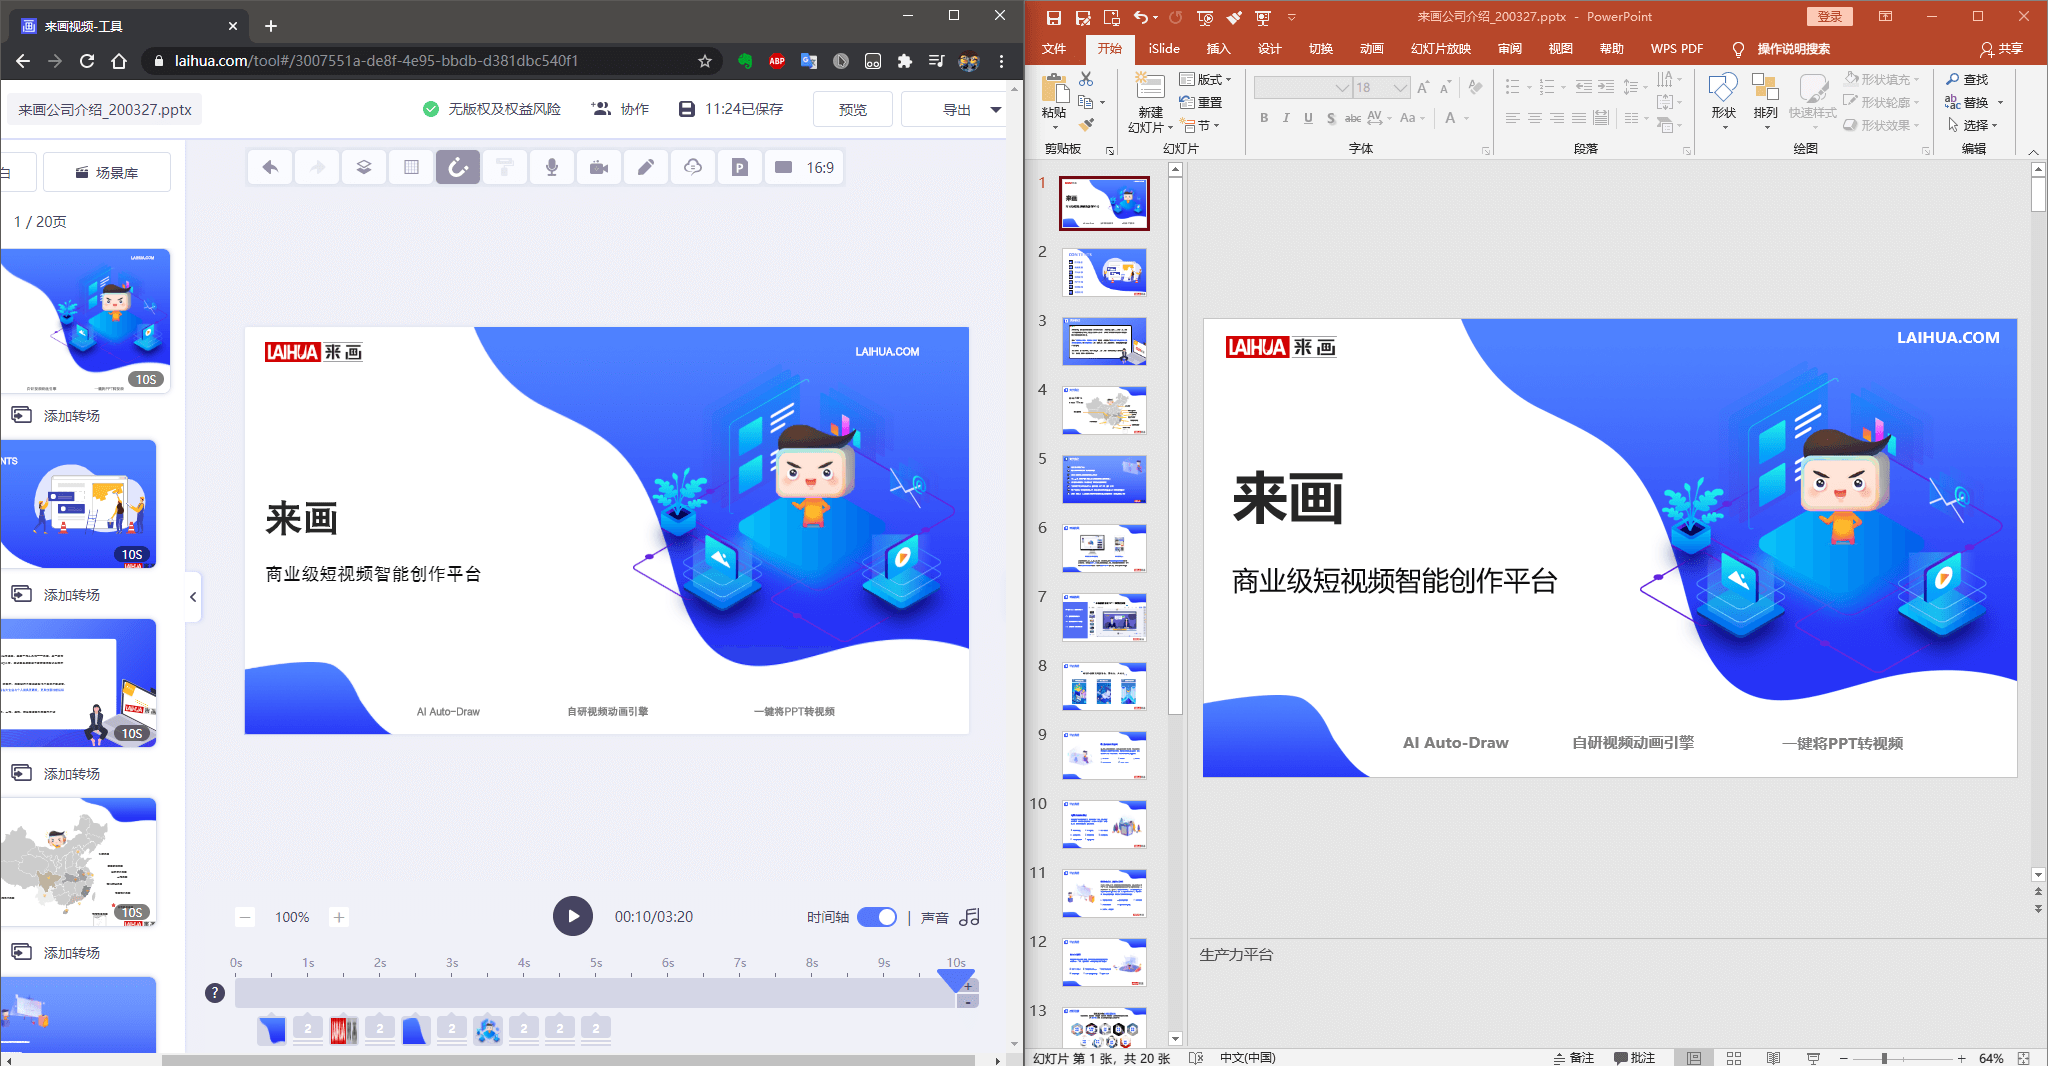 来画视频-工具
laihua.com/tool#/3007551a-de8f-4e95-bbdb-d381dbc540f1
ABP
来画公司介绍_200327.pptx
无版权及权益风险
协作
11:24已保存
预览
导出
白
场景库
16:9
1 / 20页
LAIHUA.COM
10S
添加转场
NTS
10S
添加转场
10S
添加转场
10S
添加转场
LAIHUA 来画
LAIHUA.COM
来画
商业级短视频智能创作平台
AI Auto-Draw
自研视频动画引擎
一键将PPT转视频
100%
00:10/03:20
时间轴
声音
0s 1s 2s 3s 4s 5s 6s 7s 8s 9s 10s
2 2 2 2 2 2
来画公司介绍_200327.pptx - PowerPoint
登录
文件 开始 iSlide 插入 设计 切换 动画 幻灯片放映 审阅 视图 帮助 WPS PDF 操作说明搜索 共享
粘贴
剪贴板
新建
幻灯片
版式
重置
节
幻灯片
18
B I U S abc AV Aa A
字体
段落
形状
排列
快速样式
形状填充
形状轮廓
形状效果
绘图
查找
替换
选择
编辑
1
2
3
4
5
6
7
8
9
10
11
12
13
LAIHUA 来画
LAIHUA.COM
来画
商业级短视频智能创作平台
AI Auto-Draw
自研视频动画引擎
一键将PPT转视频
生产力平台
幻灯片 第 1 张，共 20 张
中文(中国)
备注
批注
64%